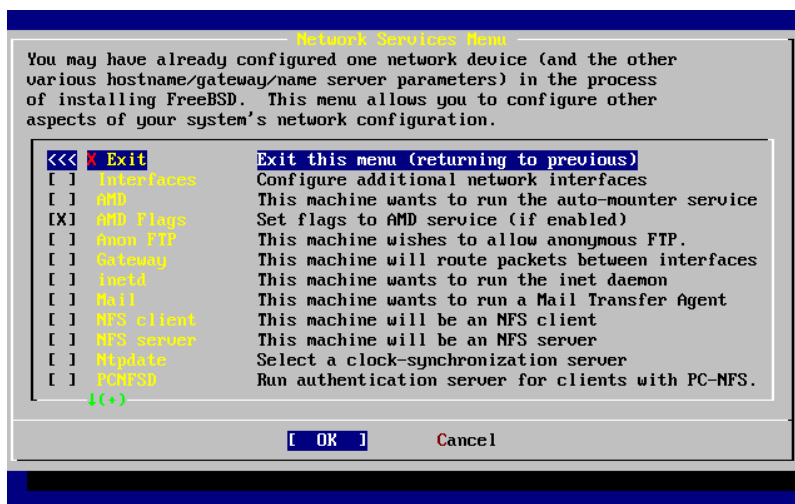 Network Services Menu
You may have already configured one network device (and the other
various hostname/gateway/name server parameters) in the process
of installing FreeBSD.  This menu allows you to configure other
aspects of your system's network configuration.
<<< X Exit Exit this menu (returning to previous)
[ ] Interfaces Configure additional network interfaces
[ ] AMD This machine wants to run the auto-mounter service
[X] AMD Flags Set flags to AMD service (if enabled)
[ ] Anon FTP This machine wishes to allow anonymous FTP.
[ ] Gateway This machine will route packets between interfaces
[ ] inetd This machine wants to run the inet daemon
[ ] Mail This machine wants to run a Mail Transfer Agent
[ ] NFS client This machine will be an NFS client
[ ] NFS server This machine will be an NFS server
[ ] Ntpdate Select a clock-synchronization server
[ ] PCNFSD Run authentication server for clients with PC-NFS.
↓(+)
[ OK ] Cancel